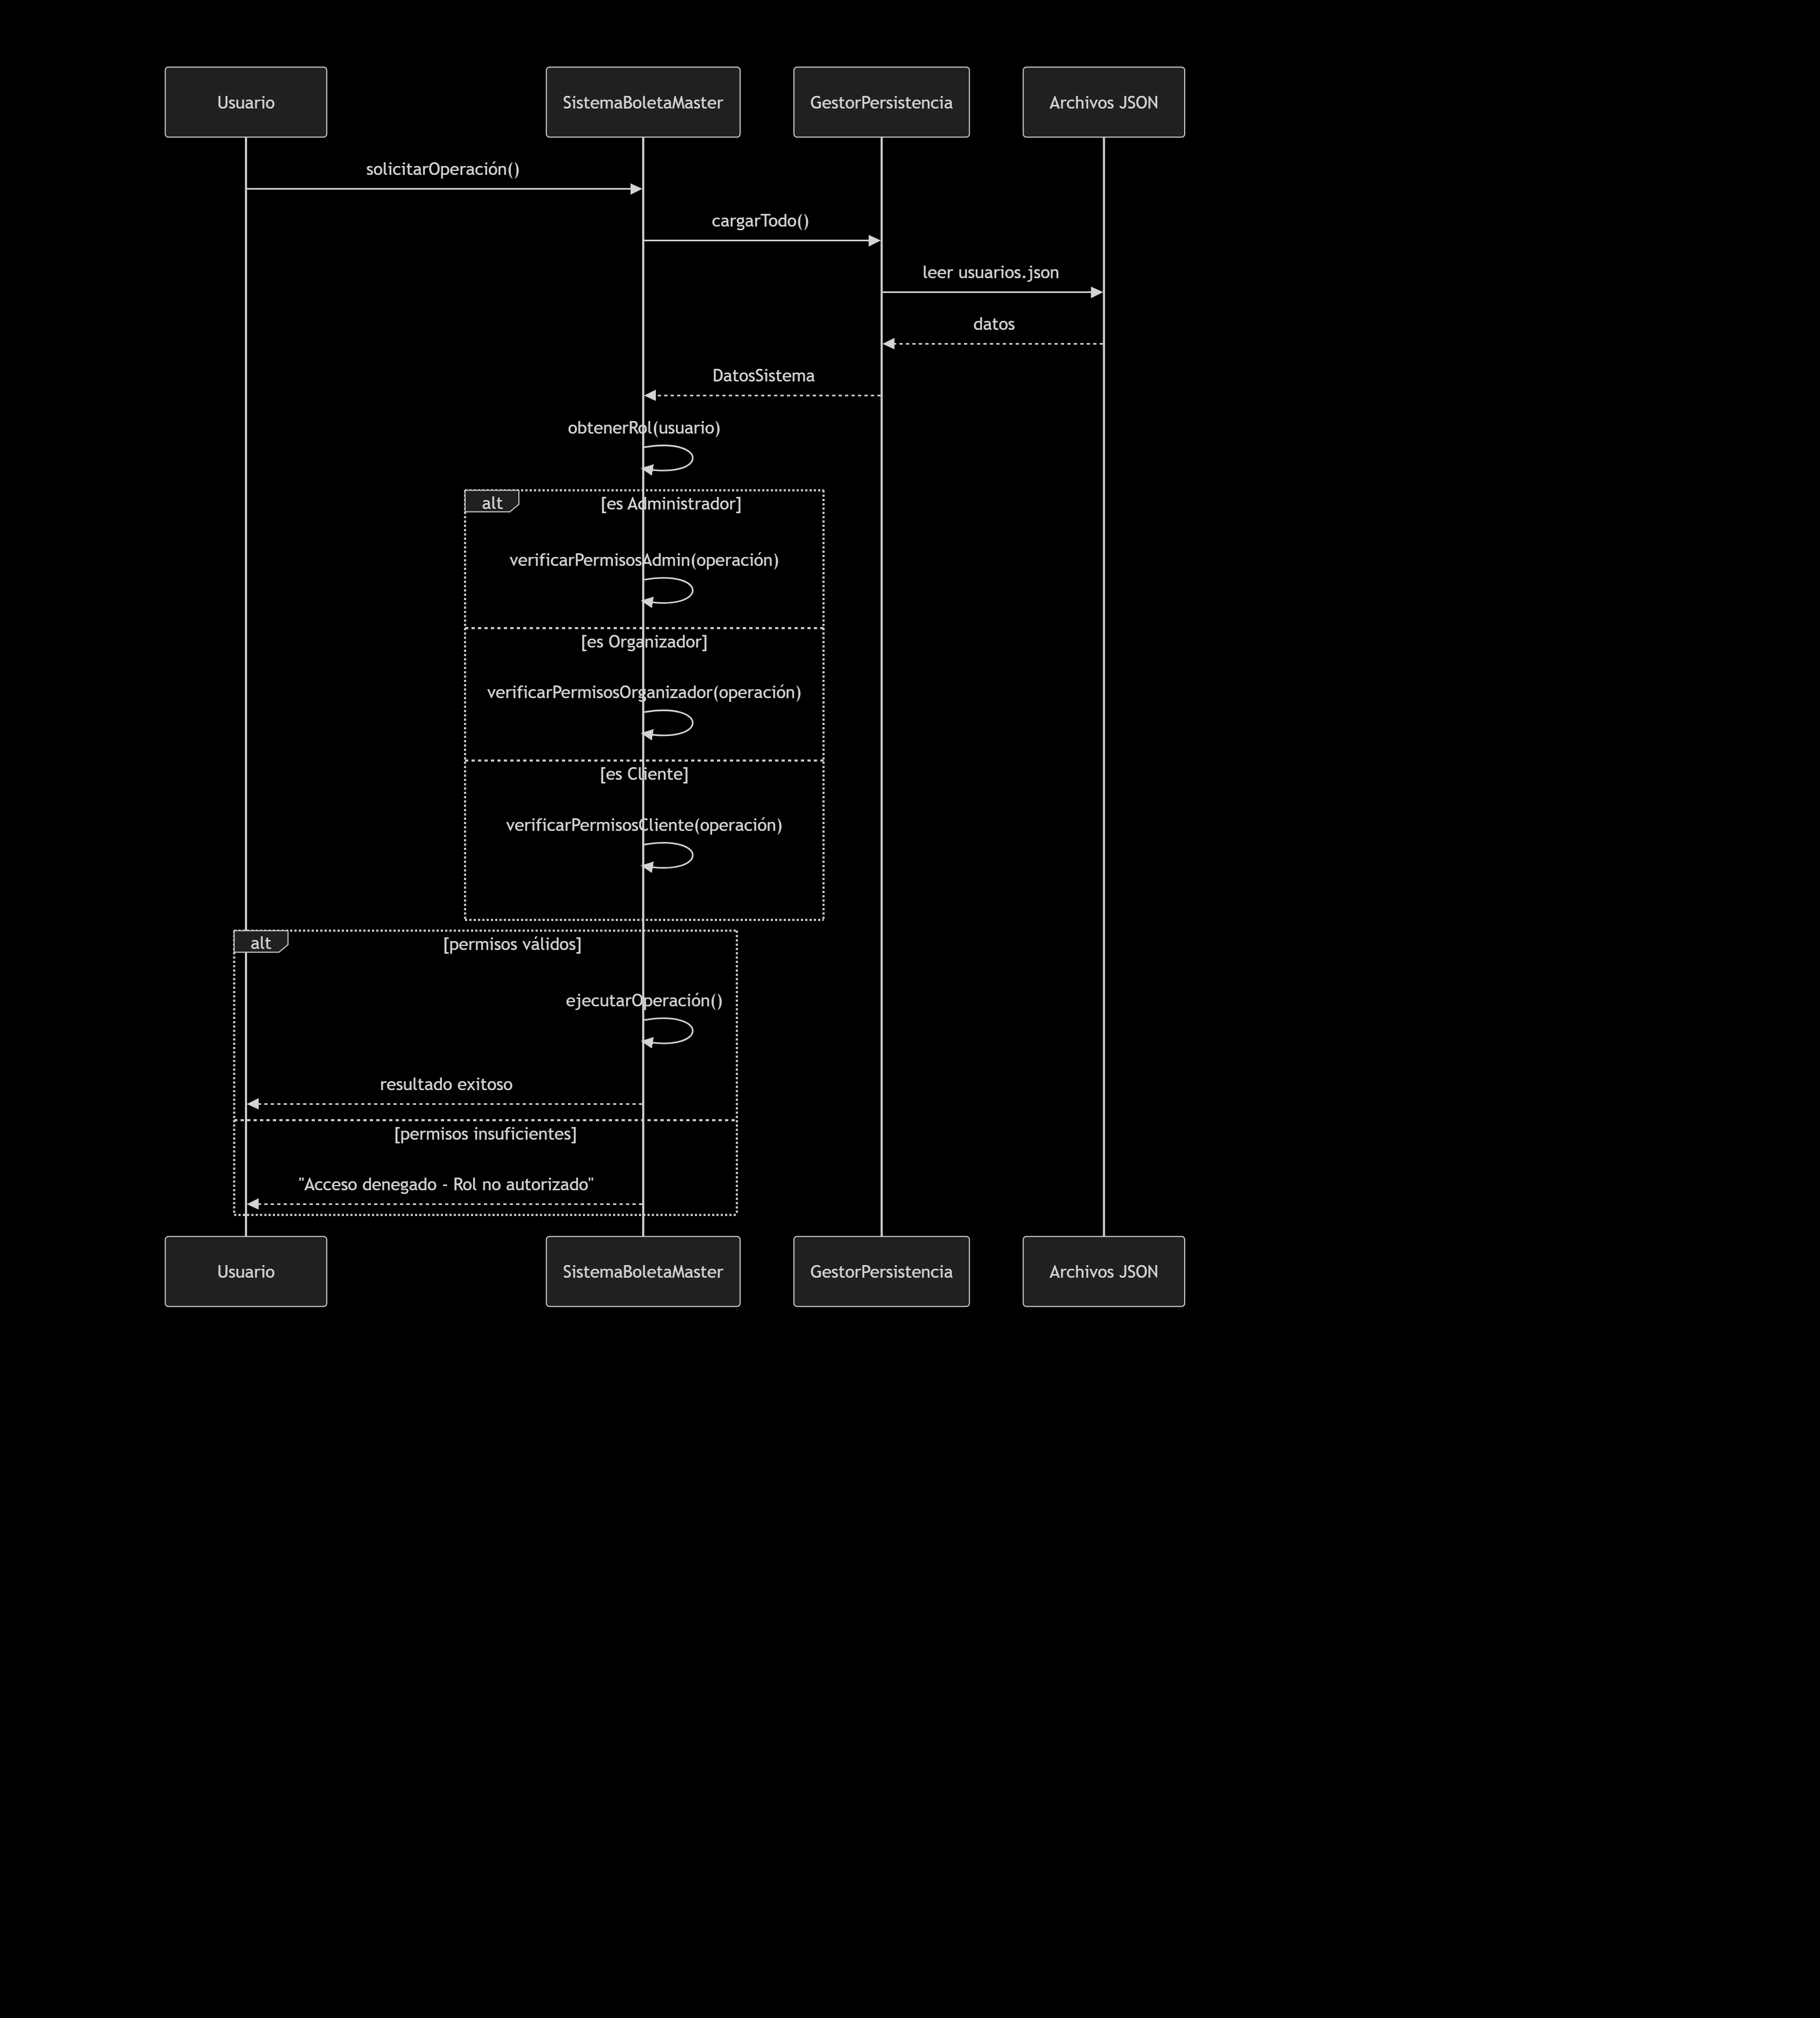 Usuario
SistemaBoletaMaster
GestorPersistencia
Archivos JSON
solicitarOperación()
cargarTodo()
leer usuarios.json
datos
DatosSistema
obtenerRol(usuario)
alt
[es Administrador]
verificarPermisosAdmin(operación)
[es Organizador]
verificarPermisosOrganizador(operación)
[es Cliente]
verificarPermisosCliente(operación)
alt
[permisos válidos]
ejecutarOperación()
resultado exitoso
[permisos insuficientes]
"Acceso denegado - Rol no autorizado"
Usuario
SistemaBoletaMaster
GestorPersistencia
Archivos JSON